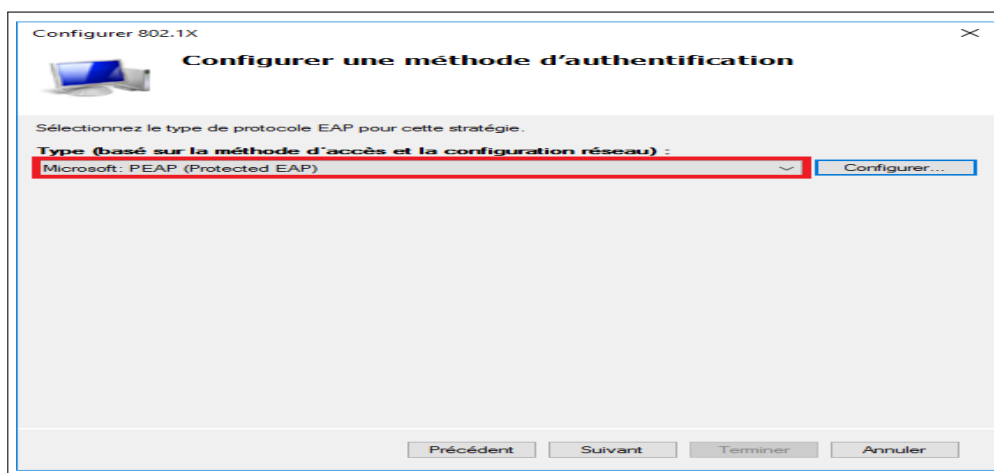 Configurer 802.1X
Configurer une méthode d'authentification
Sélectionnez le type de protocole EAP pour cette stratégie.
Type (basé sur la méthode d'accès et la configuration réseau) :
Microsoft: PEAP (Protected EAP)
Configurer...
Précédent
Suivant
Terminer
Annuler